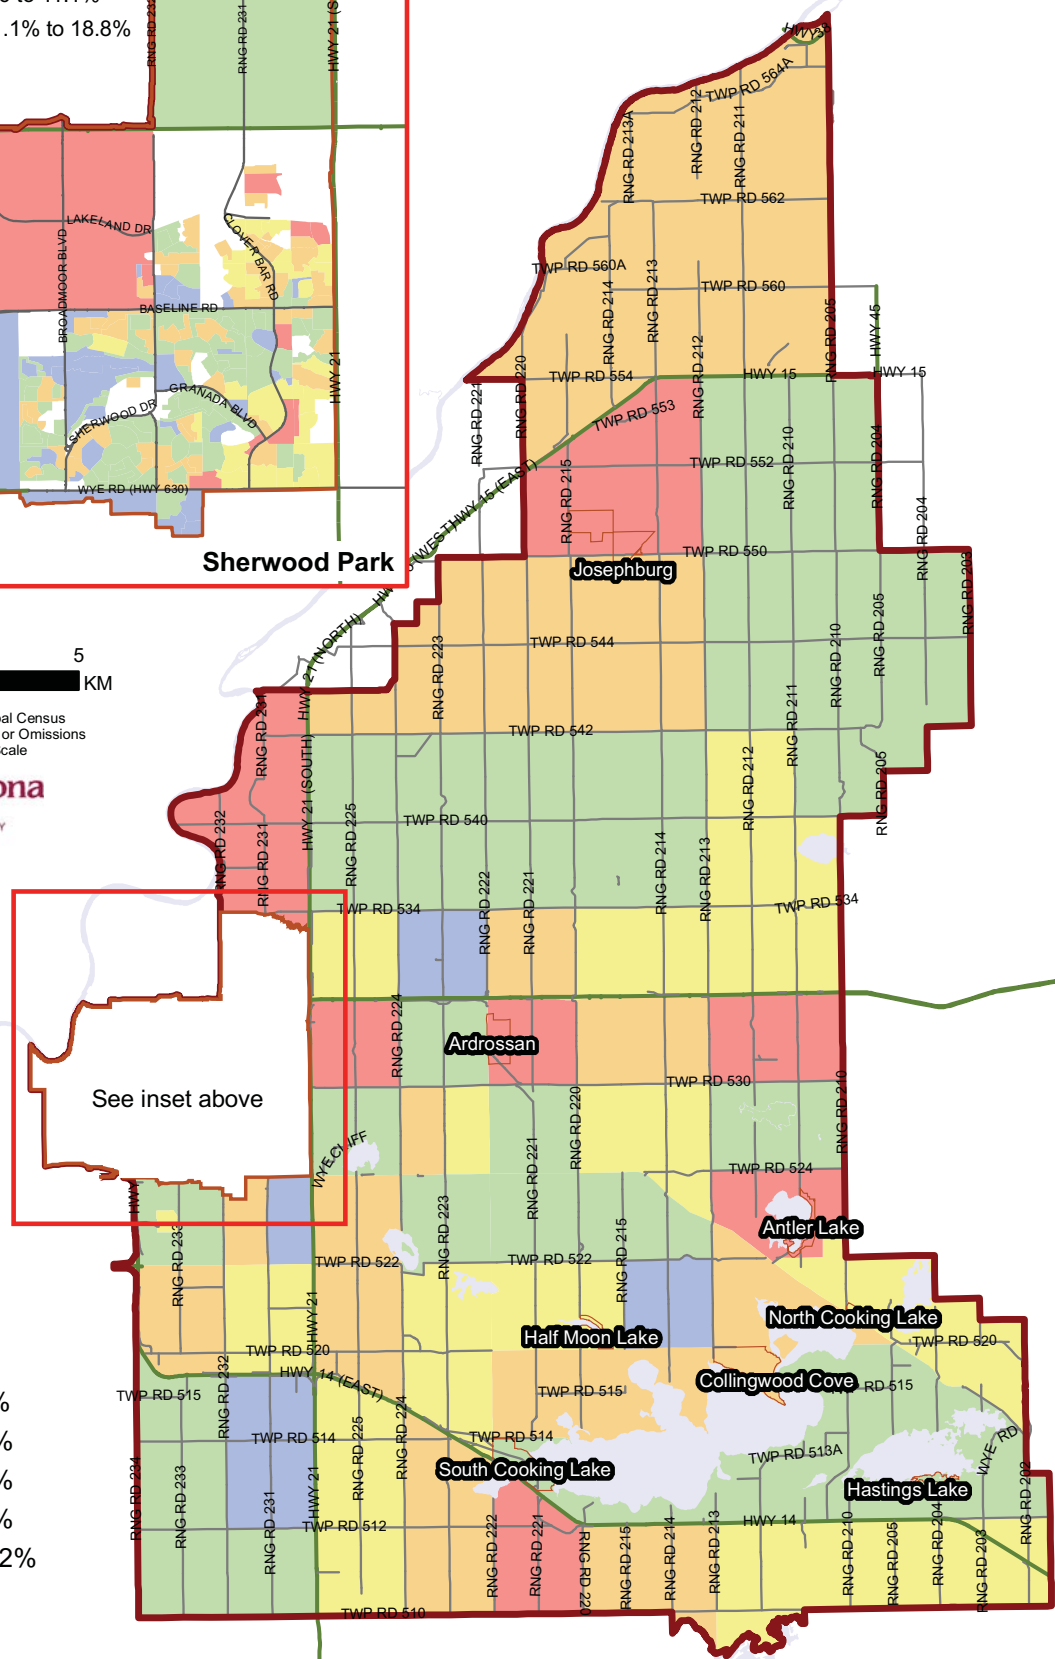 .1% to 18.8%
RNG RD 231
HWY 21 (S
LAKELAND DR
BROADMOOR BLVD
CLOVER BAR RD
BASELINE RD
GRANADA BLVD
SHERWOOD DR
HWY 21
WYE RD (HWY 630)
Sherwood Park
5
KM
al Census
or Omissions
cale
ona
HWY38
TWP RD 564A
RNG RD 213A
RNG RD 212
RNG RD 211
TWP RD 562
TWP RD 560A
RNG RD 214
RNG RD 213
TWP RD 560
RNG RD 205
HWY 45
RNG RD 212
TWP RD 554
HWY 15
HWY 15
RNG RD 221
RNG RD 220
TWP RD 553
RNG RD 215
TWP RD 552
RNG RD 210
RNG RD 204
RNG RD 204
(WEST)HWY 15 (EAST)
TWP RD 550
Josephburg
RNG RD 203
HWY 21 (NORTH)
RNG RD 223
TWP RD 544
RNG RD 210
RNG RD 205
RNG RD 231
TWP RD 542
RNG RD 211
RNG RD 212
RNG RD 205
HWY 21 (SOUTH)
RNG RD 232
RNG RD 231
RNG RD 225
TWP RD 540
RNG RD 214
RNG RD 213
RNG RD 222
RNG RD 221
TWP RD 534
TWP RD 534
RNG RD 224
Ardrossan
See inset above
TWP RD 530
RNG RD 220
RNG RD 210
WYECLIFF
RNG RD 221
TWP RD 524
HWY
RNG RD 233
RNG RD 223
RNG RD 215
Antler Lake
TWP RD 522
TWP RD 522
HWY 21
North Cooking Lake
Half Moon Lake
TWP RD 520
TWP RD 520
RNG RD 232
HWY 14 (EAST)
Collingwood Cove
TWP RD 515
TWP RD 515
RD 515
RNG RD 225
RNG RD 224
TWP RD 514
TWP RD 514
TWP RD 513A
WYE RD
South Cooking Lake
Hastings Lake
RNG RD 234
RNG RD 233
RNG RD 231
HWY 21
TWP RD 512
HWY 14
RNG RD 202
RNG RD 222
RNG RD 221
RNG RD 220
RNG RD 215
RNG RD 214
RNG RD 213
RNG RD 210
RNG RD 205
RNG RD 204
RNG RD 203
TWP RD 510
%
%
%
%
2%